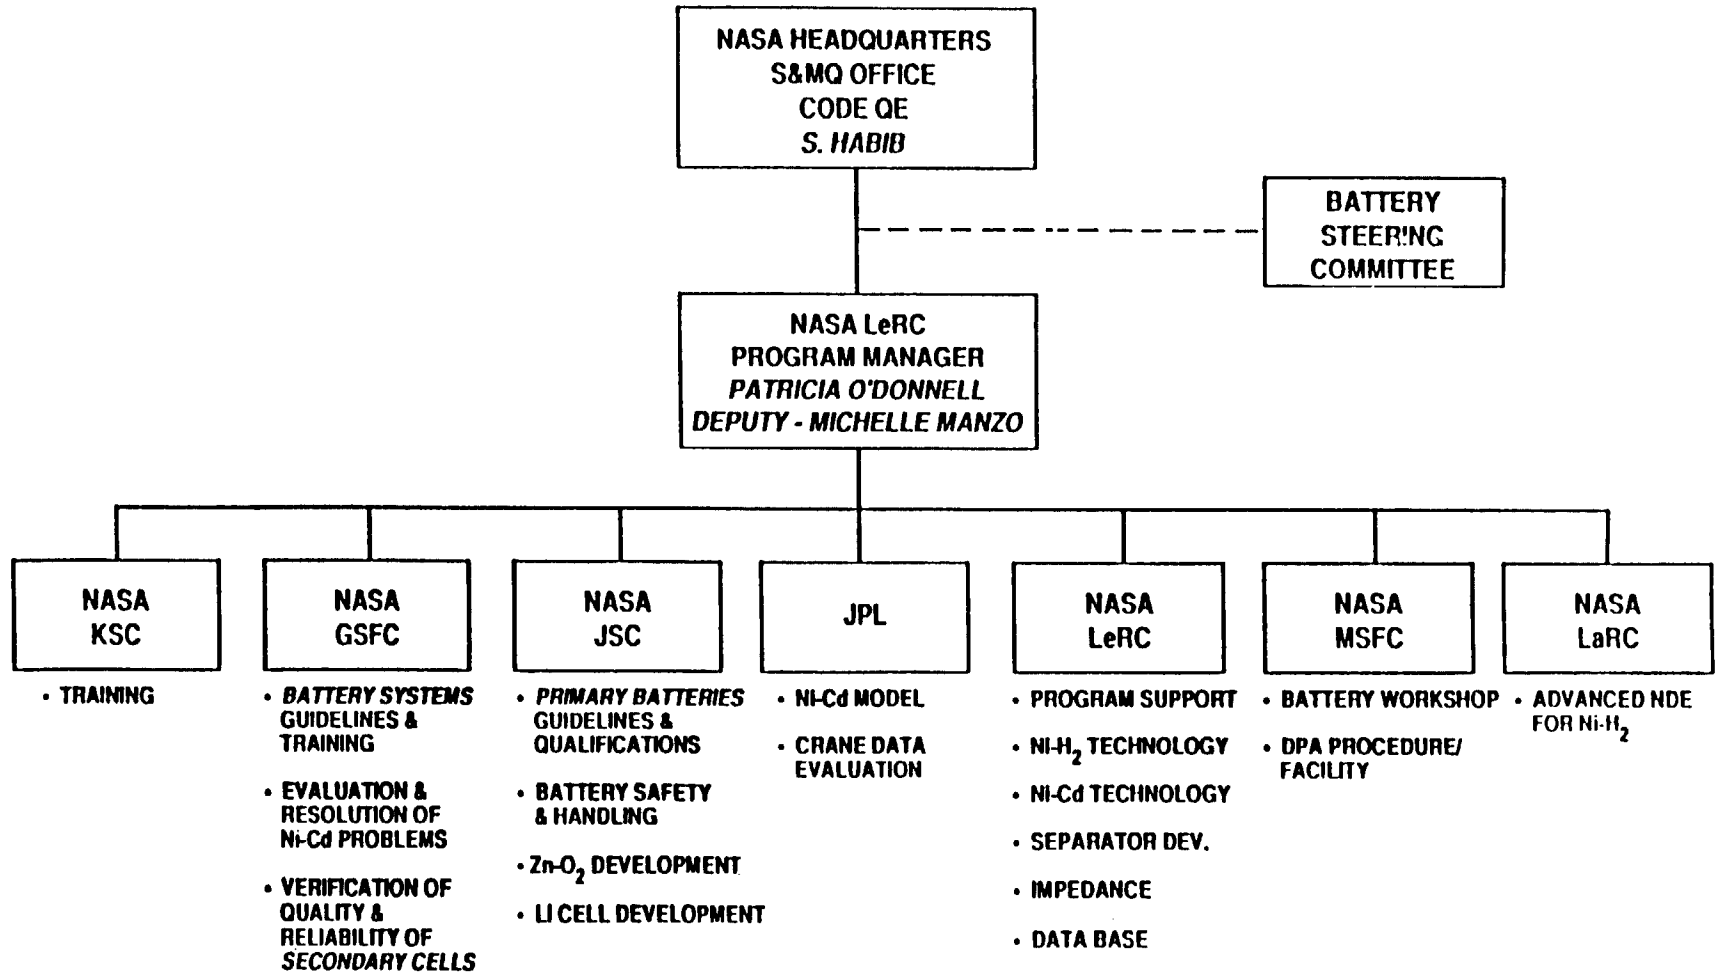 NASA HEADQUARTERS
S&MQ OFFICE
CODE QE
S. HABIB
BATTERY
STEERING
COMMITTEE
NASA LeRC
PROGRAM MANAGER
PATRICIA O'DONNELL
DEPUTY - MICHELLE MANZO
NASA
KSC
• TRAINING
NASA
GSFC
• BATTERY SYSTEMS
GUIDELINES &
TRAINING
• EVALUATION &
RESOLUTION OF
Ni-Cd PROBLEMS
• VERIFICATION OF
QUALITY &
RELIABILITY OF
SECONDARY CELLS
NASA
JSC
• PRIMARY BATTERIES
GUIDELINES &
QUALIFICATIONS
• BATTERY SAFETY
& HANDLING
• Zn-O2 DEVELOPMENT
• LI CELL DEVELOPMENT
JPL
• Ni-Cd MODEL
• CRANE DATA
EVALUATION
NASA
LeRC
• PROGRAM SUPPORT
• Ni-H2 TECHNOLOGY
• Ni-Cd TECHNOLOGY
• SEPARATOR DEV.
• IMPEDANCE
• DATA BASE
NASA
MSFC
• BATTERY WORKSHOP
• DPA PROCEDURE/
FACILITY
NASA
LaRC
• ADVANCED NDE
FOR Ni-H2